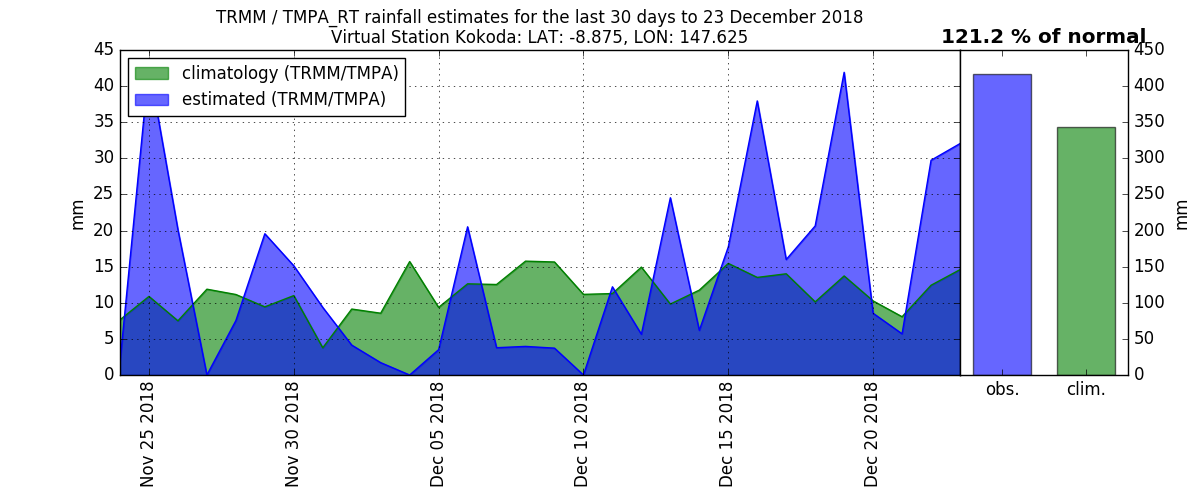 TRMM / TMPA_RT rainfall estimates for the last 30 days to 23 December 2018
Virtual Station Kokoda: LAT: -8.875, LON: 147.625
121.2 % of normal
climatology (TRMM/TMPA)
estimated (TRMM/TMPA)
mm
45
40
35
30
25
20
15
10
5
0
Nov 25 2018
Nov 30 2018
Dec 05 2018
Dec 10 2018
Dec 15 2018
Dec 20 2018
obs.
clim.
450
400
350
300
250
200
150
100
50
0
mm